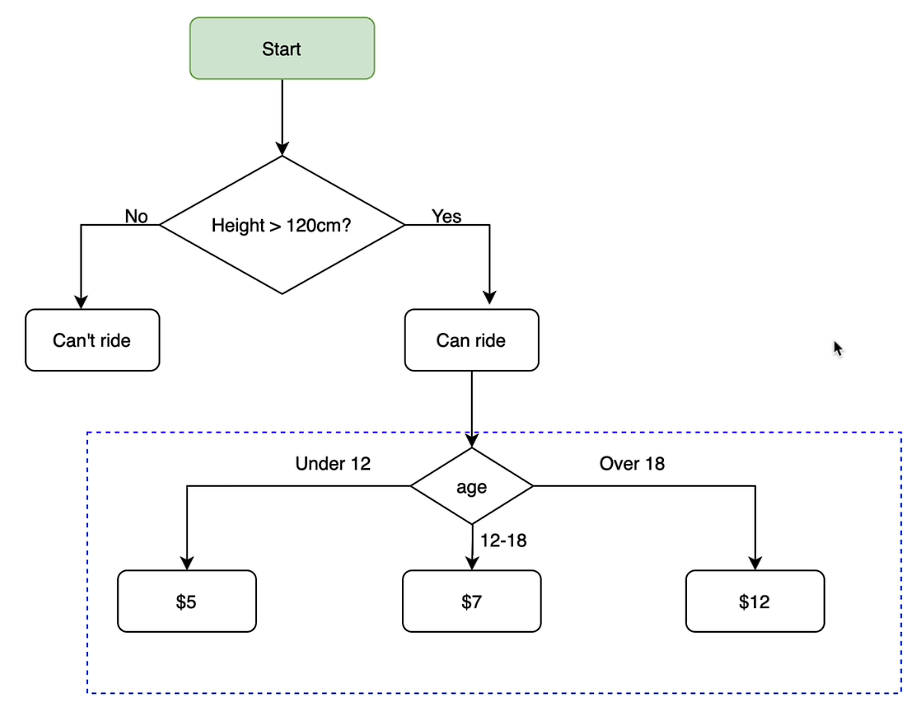 Start
Height > 120cm?
No
Yes
Can't ride
Can ride
Under 12
age
Over 18
12-18
$5
$7
$12